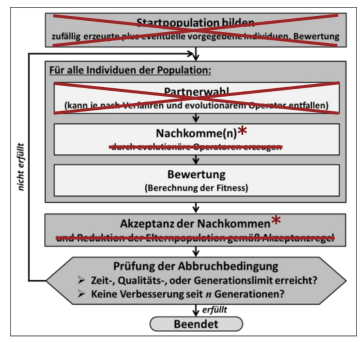 Startpopulation bilden
zufällig erzeugte plus eventuelle vorgegebene Individuen, Bewertung
Für alle Individuen der Population:
Partnerwahl
(kann je nach Verfahren und evolutionärem Operator entfallen)
Nachkomme(n)*
durch evolutionäre Operatoren erzeugen
Bewertung
(Berechnung der Fitness)
nicht erfüllt
Akzeptanz der Nachkommen*
und Reduktion der Elternpopulation gemäß Akzeptanzregel
Prüfung der Abbruchbedingung
➢ Zeit-, Qualitäts-, oder Generationslimit erreicht?
➢ Keine Verbesserung seit n Generationen?
erfüllt
Beendet